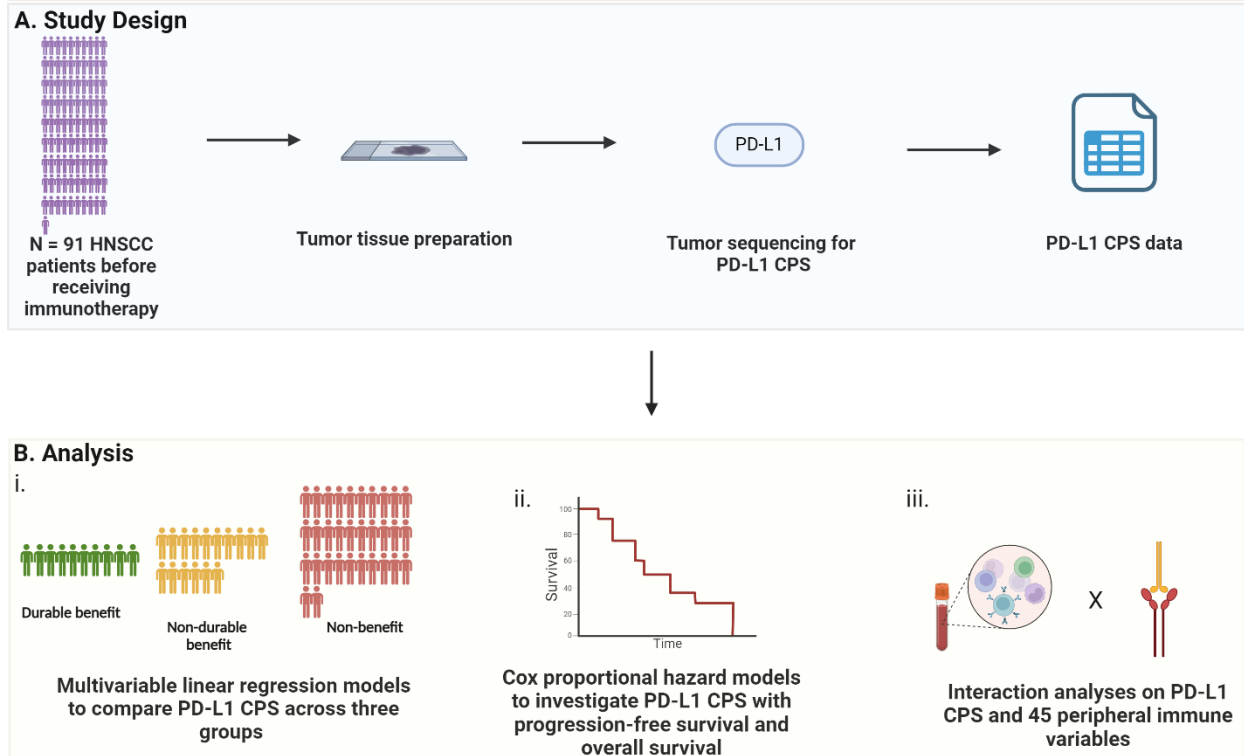 A. Study Design
N = 91 HNSCC
patients before
receiving
immunotherapy
Tumor tissue preparation
PD-L1
Tumor sequencing for
PD-L1 CPS
PD-L1 CPS data
B. Analysis
i.
Durable benefit
Non-durable
benefit
Non-benefit
Multivariable linear regression models
to compare PD-L1 CPS across three
groups
ii.
Survival
100
80
60
40
20
0
Time
Cox proportional hazard models
to investigate PD-L1 CPS with
progression-free survival and
overall survival
iii.
X
Interaction analyses on PD-L1
CPS and 45 peripheral immune
variables